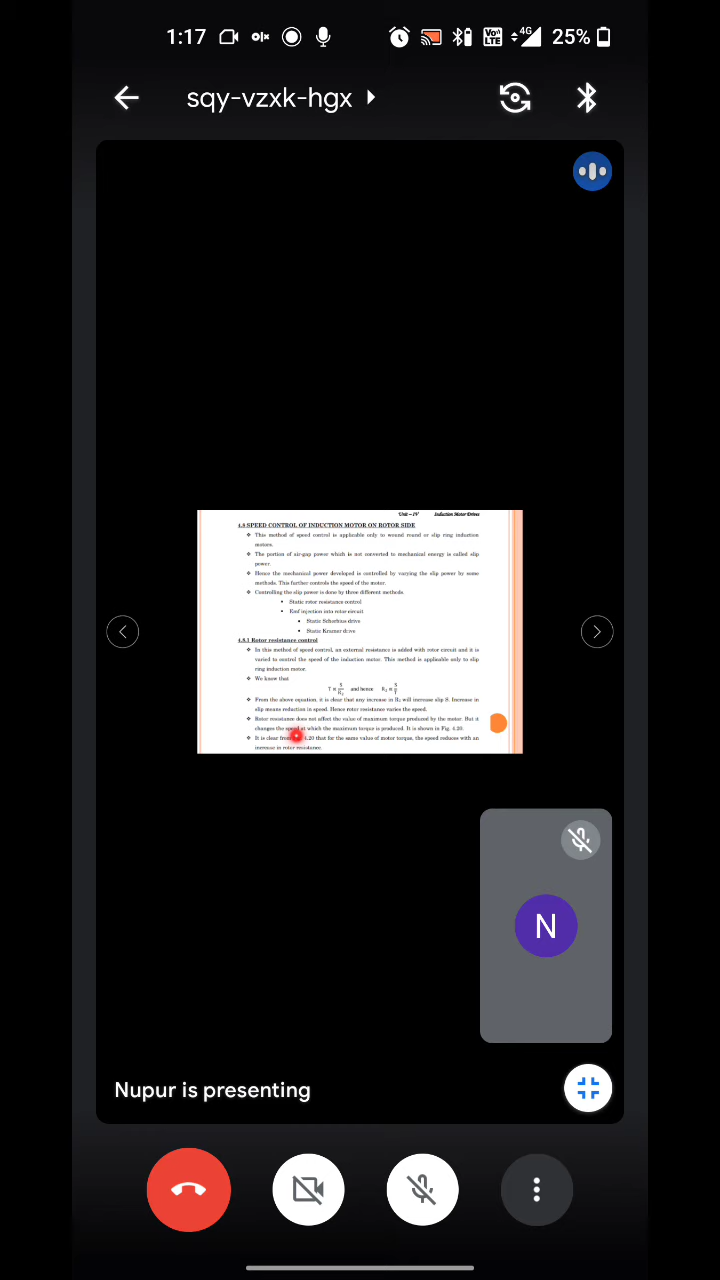 1:17 OLX Vo) LTE 4G 25%
sqy-vzxk-hgx
Unit – IV Induction Motor Drives
4.8 SPEED CONTROL OF INDUCTION MOTOR ON ROTOR SIDE
❖ This method of speed control is applicable only to wound round or slip ring induction
motors.
❖ The portion of air-gap power which is not converted to mechanical energy is called slip
power.
❖ Hence the mechanical power developed is controlled by varying the slip power by some
methods. This further controls the speed of the motor.
❖ Controlling the slip power is done by three different methods
• Static rotor resistance control
• Emf injection into rotor circuit
• Static Scherbius drive
• Static Kramer drive
4.8.1 Rotor resistance control
❖ In this method of speed control, an external resistance is added with rotor circuit and it is
varied to control the speed of the induction motor. This method is applicable only to slip
ring induction motor.
❖ We know that
T ∝ S/R₂ and hence R₂ ∝ S/T
❖ From the above equation, it is clear that any increase in R₂ will increase slip S. Increase in
slip means reduction in speed. Hence rotor resistance varies the speed.
❖ Rotor resistance does not affect the value of maximum torque produced by the motor. But it
changes the speed at which the maximum torque is produced. It is shown in Fig. 4.20.
❖ It is clear from 4.20 that for the same value of motor torque, the speed reduces with an
increase in rotor resistance
N
Nupur is presenting